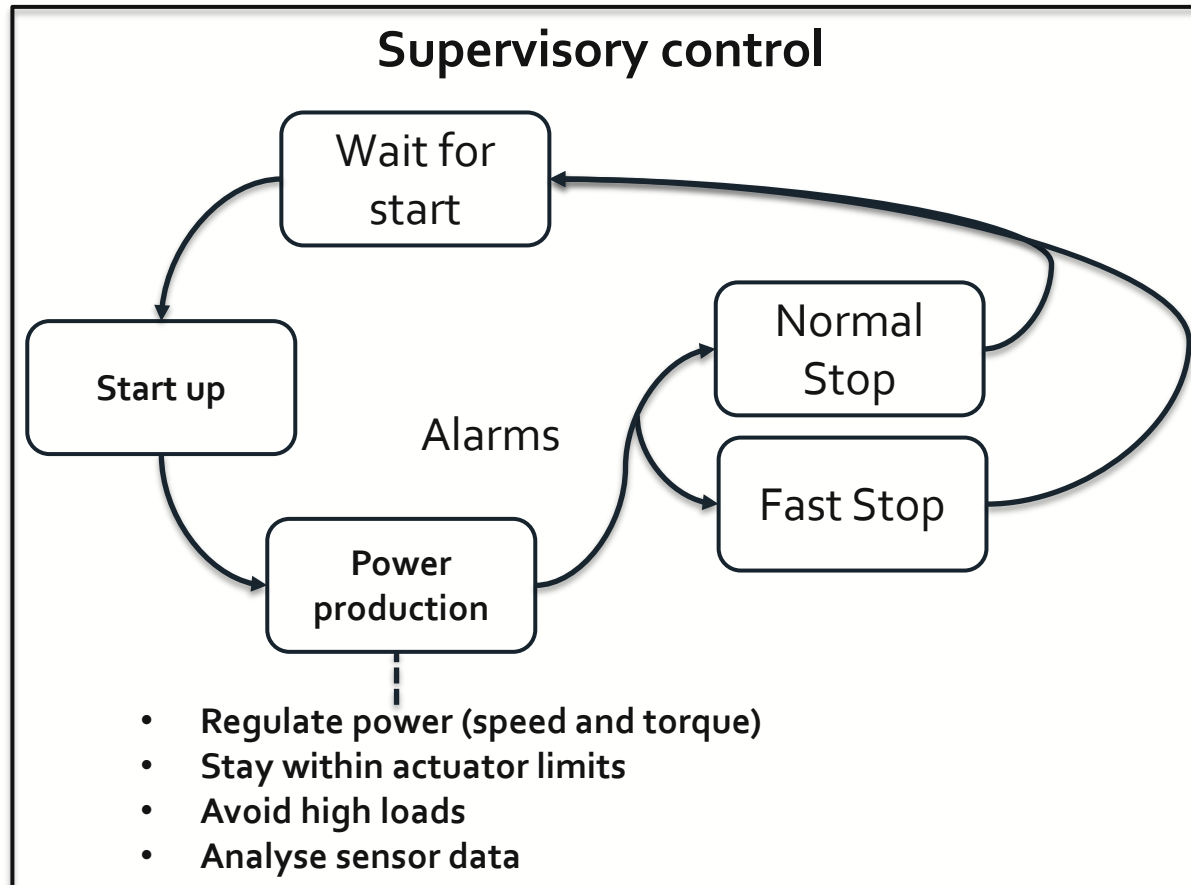 Supervisory control
Wait for
start
Start up
Normal
Stop
Alarms
Fast Stop
Power
production
• Regulate power (speed and torque)
• Stay within actuator limits
• Avoid high loads
• Analyse sensor data